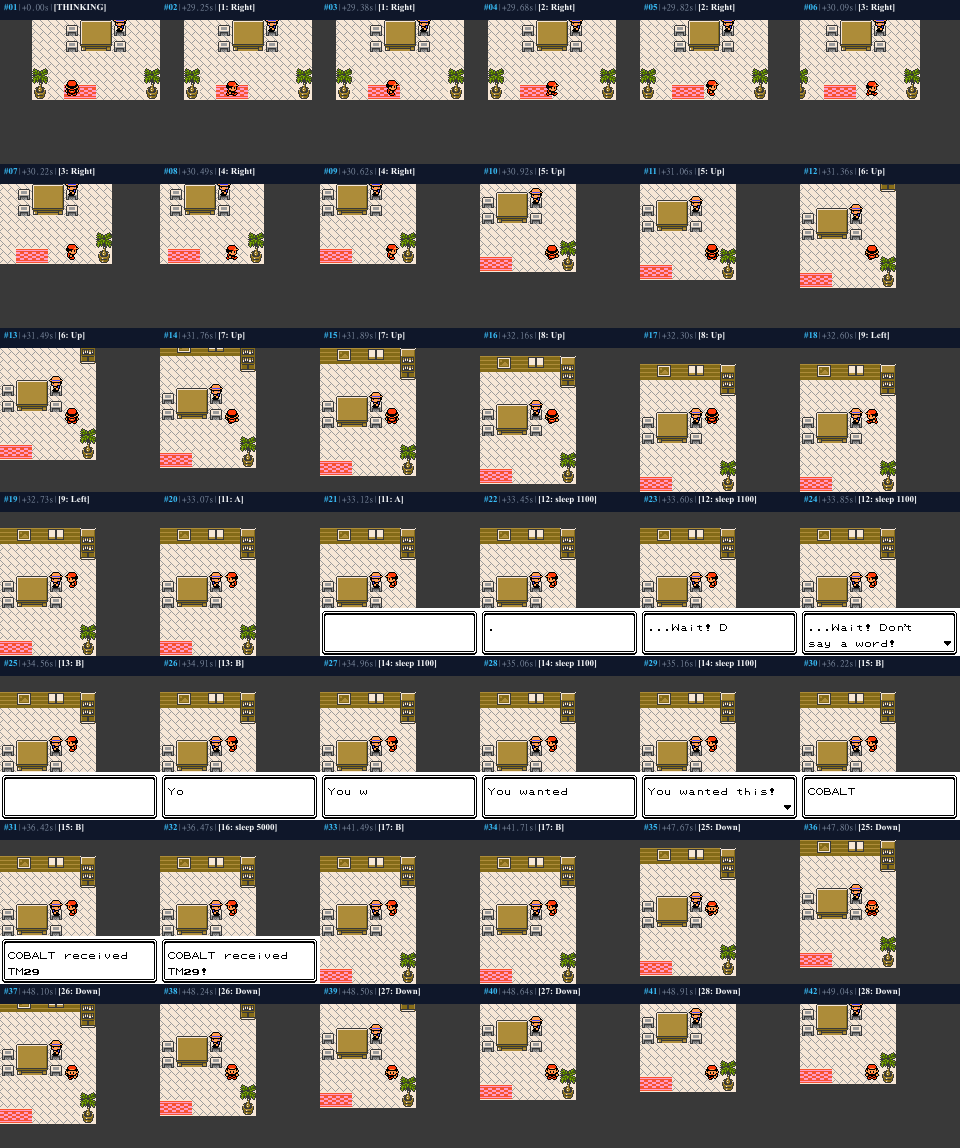 #01|+0.00s|[THINKING]
#02|+29.25s|[1: Right]
#03|+29.38s|[1: Right]
#04|+29.68s|[2: Right]
#05|+29.82s|[2: Right]
#06|+30.09s|[3: Right]
#07|+30.22s|[3: Right]
#08|+30.49s|[4: Right]
#09|+30.62s|[4: Right]
#10|+30.92s|[5: Up]
#11|+31.06s|[5: Up]
#12|+31.36s|[6: Up]
#13|+31.49s|[6: Up]
#14|+31.76s|[7: Up]
#15|+31.89s|[7: Up]
#16|+32.16s|[8: Up]
#17|+32.30s|[8: Up]
#18|+32.60s|[9: Left]
#19|+32.73s|[9: Left]
#20|+33.07s|[11: A]
#21|+33.12s|[11: A]
#22|+33.45s|[12: sleep 1100]
#23|+33.60s|[12: sleep 1100]
#24|+33.85s|[12: sleep 1100]
.
...Wait! D
...Wait! Don't
say a word!
#25|+34.56s|[13: B]
#26|+34.91s|[13: B]
#27|+34.96s|[14: sleep 1100]
#28|+35.06s|[14: sleep 1100]
#29|+35.16s|[14: sleep 1100]
#30|+36.22s|[15: B]
Yo
You w
You wanted
You wanted this!
COBALT
#31|+36.42s|[15: B]
#32|+36.47s|[16: sleep 5000]
#33|+41.49s|[17: B]
#34|+41.71s|[17: B]
#35|+47.67s|[25: Down]
#36|+47.80s|[25: Down]
COBALT received
TM29
COBALT received
TM29!
#37|+48.10s|[26: Down]
#38|+48.24s|[26: Down]
#39|+48.50s|[27: Down]
#40|+48.64s|[27: Down]
#41|+48.91s|[28: Down]
#42|+49.04s|[28: Down]